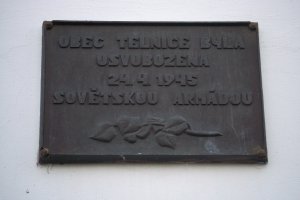 OBEC TELNICE BYLA
OSVOBOZENA
24.4.1945
SOVĚTSKOU ARMÁDOU